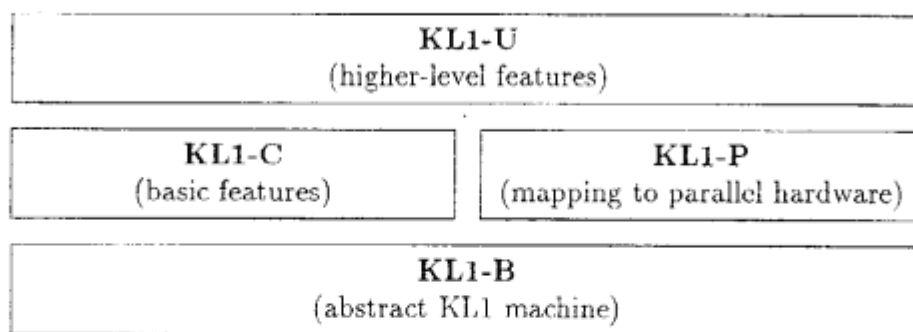 KL1-U
(higher-level features)
KL1-C
(basic features)
KL1-P
(mapping to parallel hardware)
KL1-B
(abstract KL1 machine)